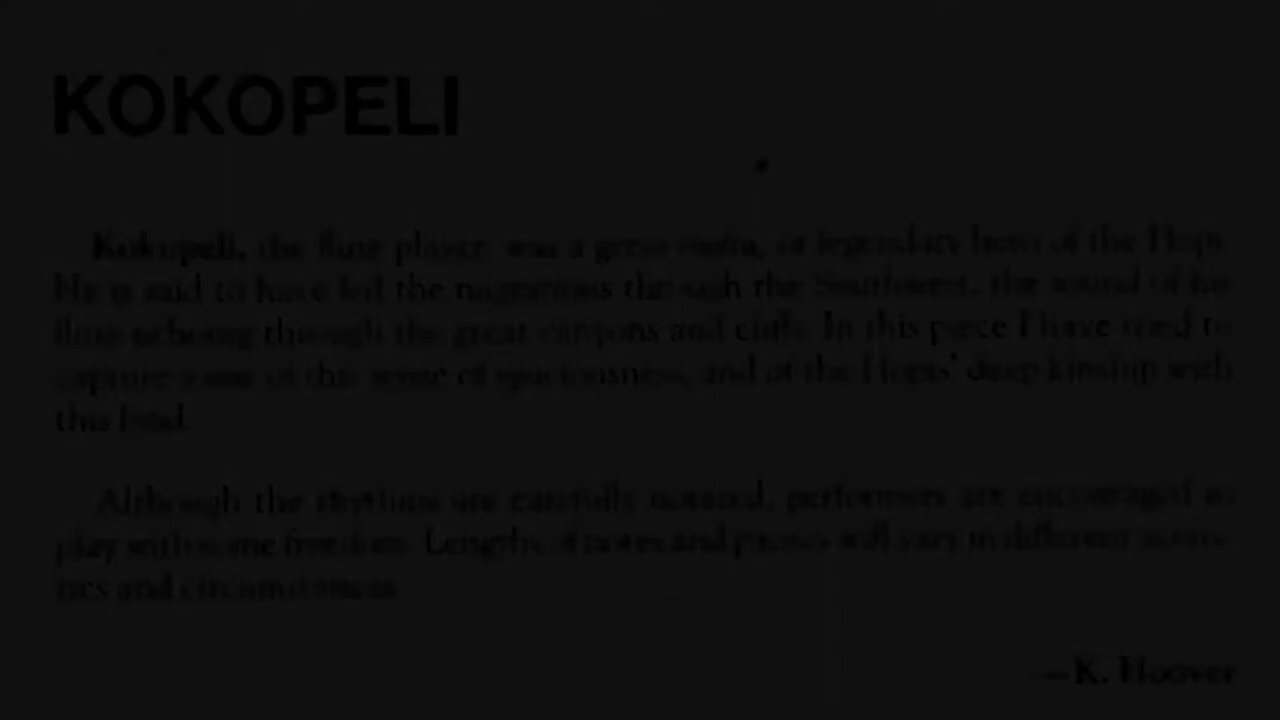 KOKOPELI
Kokopeli, the flute player, was a great mahu, or legendary hero of the Hopi.
He is said to have led the migrations through the Southwest, the sound of his
flute echoing through the great canyons and cliffs. In this piece I have tried to
capture some of this sense of spaciousness, and of the Hopis' deep kinship with
this land.
Although the rhythms are carefully notated, performers are encouraged to
play with some freedom. Lengths of notes and pauses will vary in different acous-
tics and circumstances.
—K. Hoover